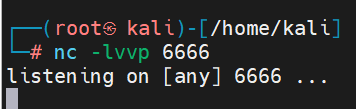 ┌──(root㉿ kali)-[/home/kali]
└─# nc -lvvp 6666
listening on [any] 6666 ...